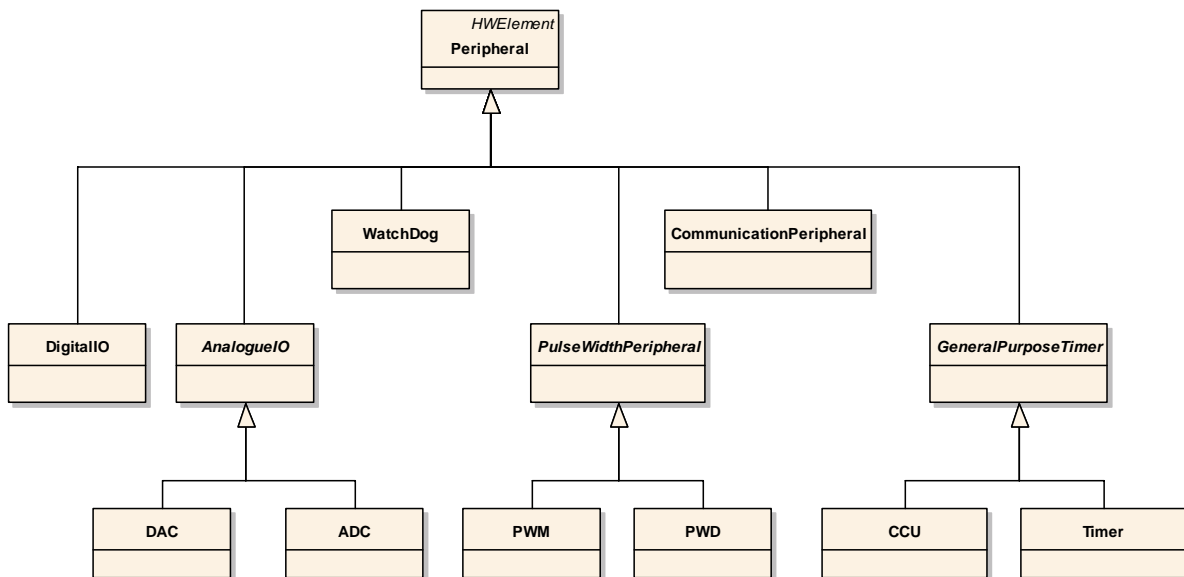 HWElement
Peripheral
WatchDog
CommunicationPeripheral
DigitalIO
AnalogueIO
PulseWidthPeripheral
GeneralPurposeTimer
DAC
ADC
PWM
PWD
CCU
Timer